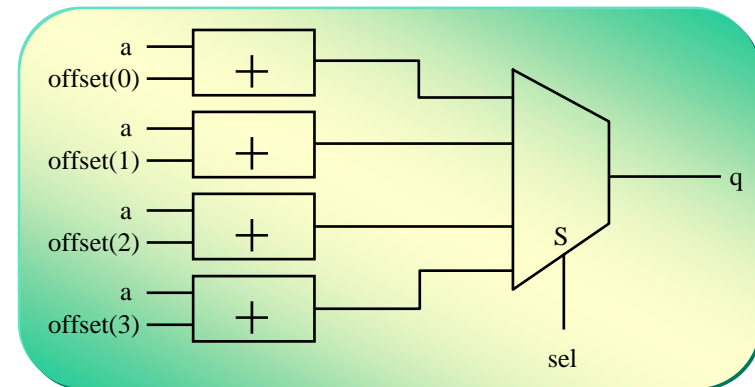 a
offset(0)
+
a
offset(1)
+
a
offset(2)
+
a
offset(3)
+
S
sel
q